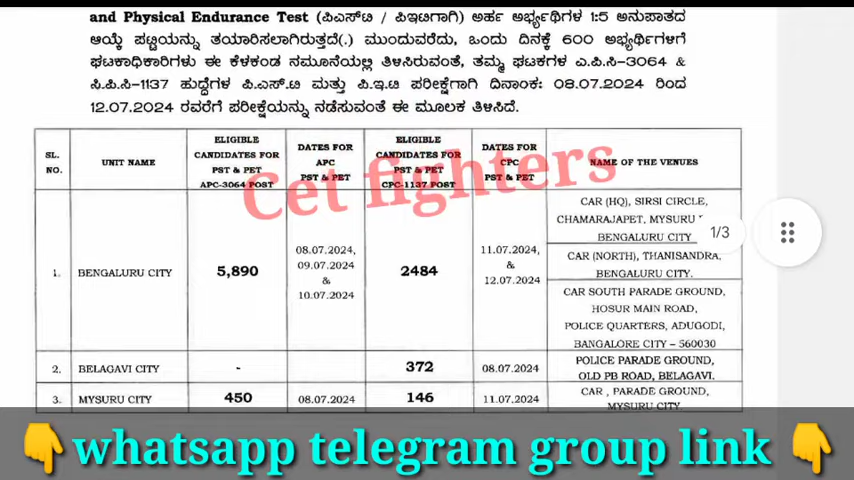 and Physical Endurance Test (ಪಿಎಸ್‌ಟಿ / ಪಿಇಟಿಗಾಗಿ) ಅರ್ಹ ಅಭ್ಯರ್ಥಿಗಳ 1:5 ಅನುಪಾತದ
ಆಯ್ಕೆ ಪಟ್ಟಿಯನ್ನು ತಯಾರಿಸಲಾಗಿರುತ್ತದೆ(.) ಮುಂದುವರೆದು, ಒಂದು ದಿನಕ್ಕೆ 600 ಅಭ್ಯರ್ಥಿಗಳಿಗೆ
ಘಟಕಾಧಿಕಾರಿಗಳು ಈ ಕೆಳಕಂಡ ನಮೂನೆಯಲ್ಲಿ ತಿಳಿಸಿರುವಂತೆ, ತಮ್ಮ ಘಟಕಗಳ ಎ.ಪಿ.ಸಿ-3064 &
ಸಿ.ಪಿ.ಸಿ-1137 ಹುದ್ದೆಗಳ ಪಿ.ಎಸ್.ಟಿ ಮತ್ತು ಪಿ.ಇ.ಟಿ ಪರೀಕ್ಷೆಗಾಗಿ ದಿನಾಂಕ: 08.07.2024 ರಿಂದ
12.07.2024 ರವರೆಗೆ ಪರೀಕ್ಷೆಯನ್ನು ನಡೆಸುವಂತೆ ಈ ಮೂಲಕ ತಿಳಿಸಿದೆ.
SL. NO. UNIT NAME ELIGIBLE CANDIDATES FOR PST & PET APC-3064 POST DATES FOR APC PST & PET ELIGIBLE CANDIDATES FOR PST & PET CPC-1137 POST DATES FOR CPC PST & PET NAME OF THE VENUES
Cet fighters
1. BENGALURU CITY 5,890 08.07.2024, 09.07.2024 & 10.07.2024 2484 11.07.2024, & 12.07.2024
CAR (HQ), SIRSI CIRCLE,
CHAMARAJAPET, MYSURU
BENGALURU CITY
1/3
CAR (NORTH), THANISANDRA,
BENGALURU CITY.
CAR SOUTH PARADE GROUND,
HOSUR MAIN ROAD,
POLICE QUARTERS, ADUGODI,
BANGALORE CITY – 560030
2. BELAGAVI CITY - 372 08.07.2024 POLICE PARADE GROUND,
OLD PB ROAD, BELAGAVI.
3. MYSURU CITY 450 08.07.2024 146 11.07.2024 CAR , PARADE GROUND,
MYSURU CITY
whatsapp telegram group link